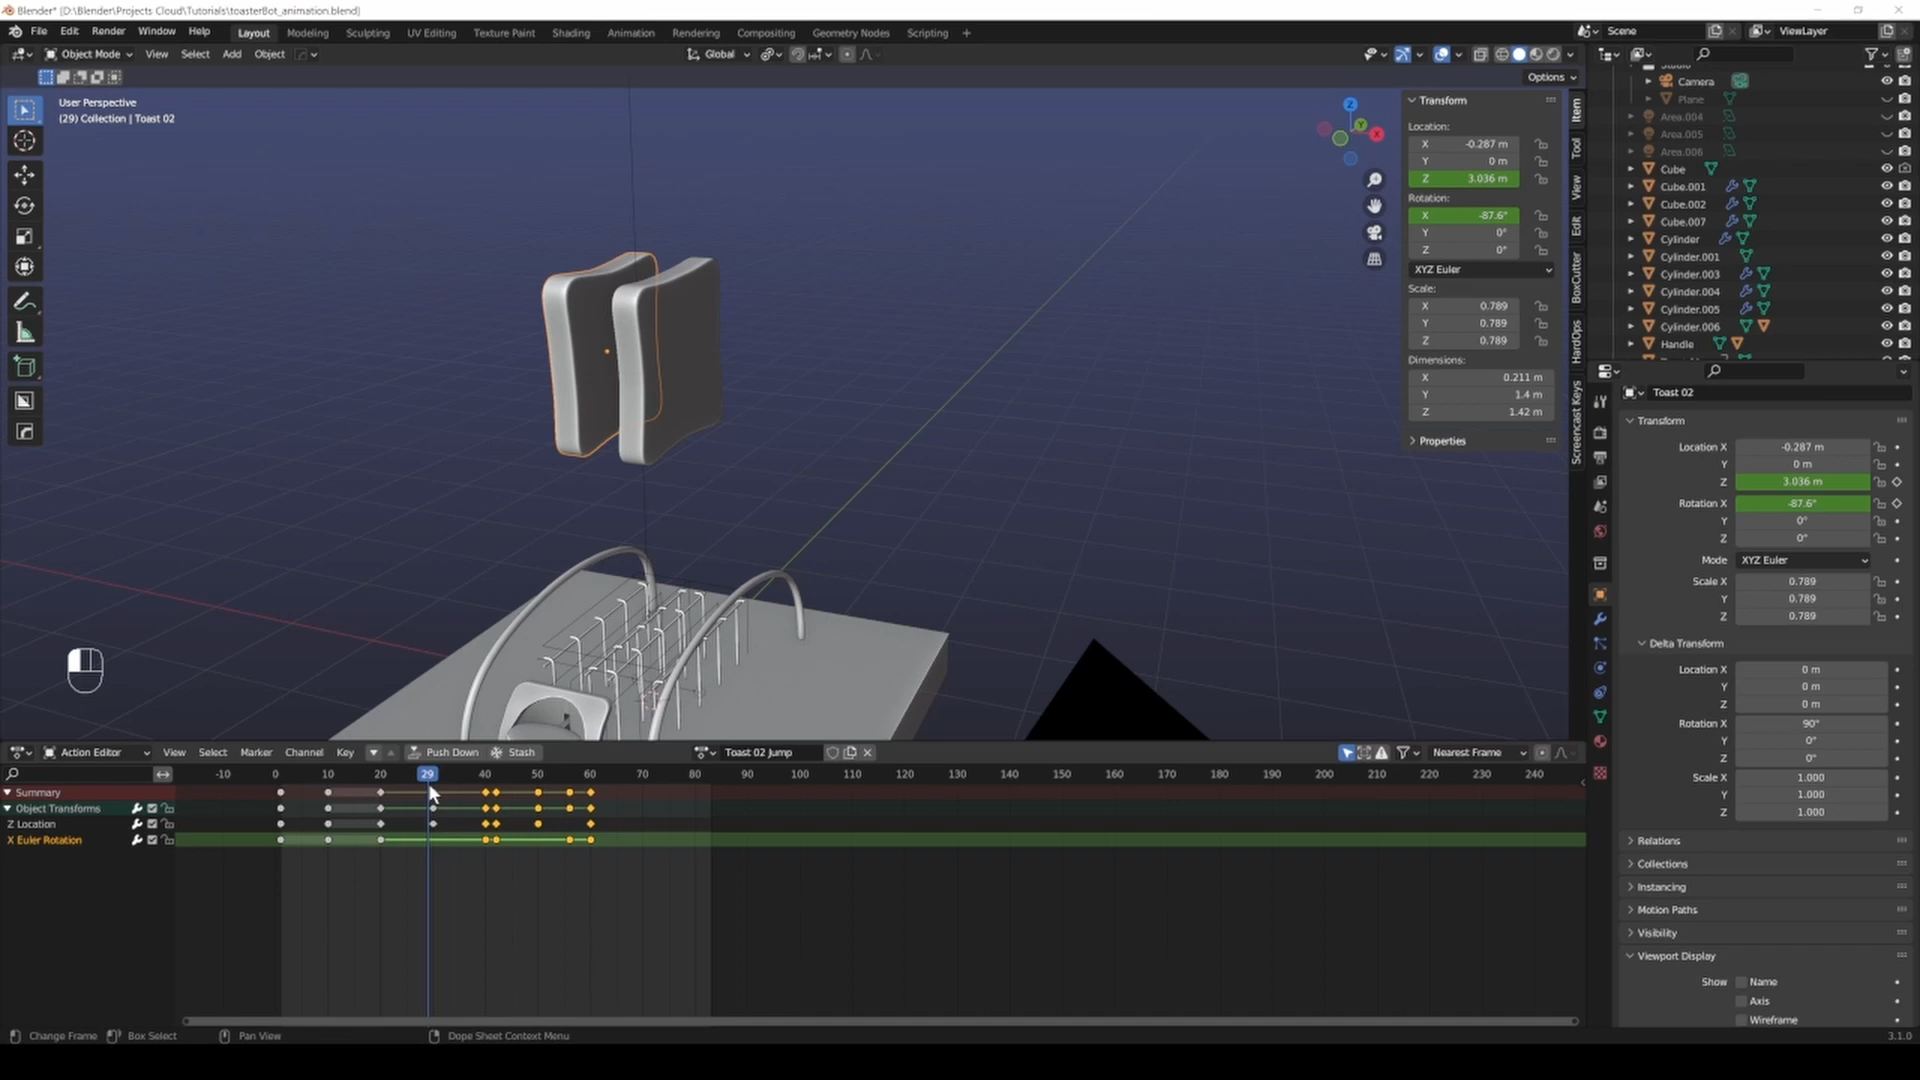 Blender* [D:\Blender\Projects Cloud\Tutorials\toasterBot_animation.blend]
File Edit Render Window Help Layout Modeling Sculpting UV Editing Texture Paint Shading Animation Rendering Compositing Geometry Nodes Scripting + Scene ViewLayer
Object Mode View Select Add Object Global
Options
User Perspective
(29) Collection | Toast 02
Z
Y
X
Transform
Location:
X -0.287 m
Y 0 m
Z 3.036 m
Rotation:
X -87.6°
Y 0°
Z 0°
XYZ Euler
Scale:
X 0.789
Y 0.789
Z 0.789
Dimensions:
X 0.211 m
Y 1.4 m
Z 1.42 m
Properties
Item
Tool
View
Edit
BoxCutter
HardOps
Screencast Keys
Camera
Plane
Area.004
Area.005
Area.006
Cube
Cube.001
Cube.002
Cube.007
Cylinder
Cylinder.001
Cylinder.003
Cylinder.004
Cylinder.005
Cylinder.006
Handle
Toast 02
Transform
Location X -0.287 m
Y 0 m
Z 3.036 m
Rotation X -87.6°
Y 0°
Z 0°
Mode XYZ Euler
Scale X 0.789
Y 0.789
Z 0.789
Delta Transform
Location X 0 m
Y 0 m
Z 0 m
Rotation X 90°
Y 0°
Z 0°
Scale X 1.000
Y 1.000
Z 1.000
Relations
Collections
Instancing
Motion Paths
Visibility
Viewport Display
Show Name
Axis
Wireframe
Action Editor View Select Marker Channel Key Push Down Stash Toast 02 Jump Nearest Frame
-10 0 10 20 29 40 50 60 70 80 90 100 110 120 130 140 150 160 170 180 190 200 210 220 230 240
Summary
Object Transforms
Z Location
X Euler Rotation
Change Frame Box Select Pan View Dope Sheet Context Menu 3.1.0